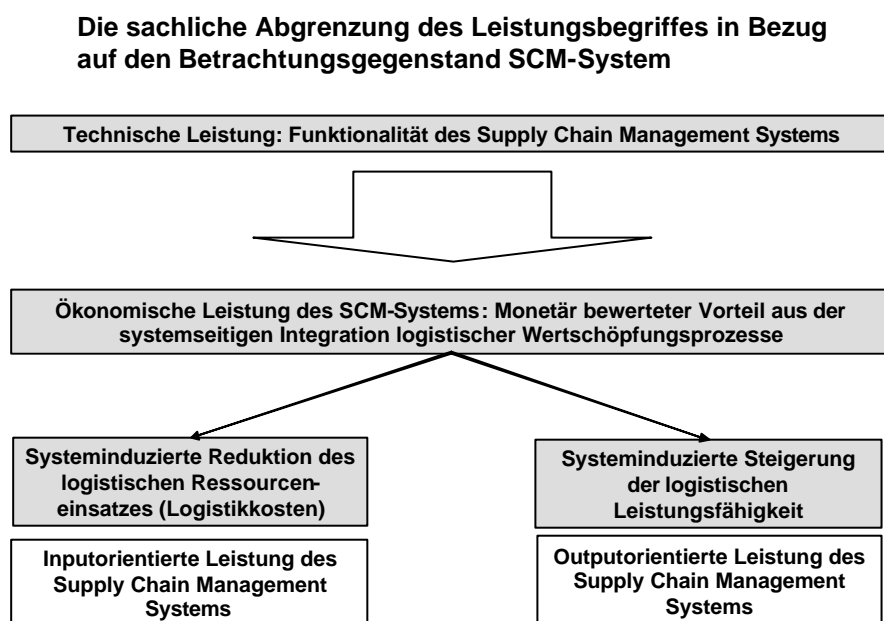 Die sachliche Abgrenzung des Leistungsbegriffes in Bezug
auf den Betrachtungsgegenstand SCM-System
Technische Leistung: Funktionalität des Supply Chain Management Systems
Ökonomische Leistung des SCM-Systems: Monetär bewerteter Vorteil aus der
systemseitigen Integration logistischer Wertschöpfungsprozesse
Systeminduzierte Reduktion des
logistischen Ressourcen-
einsatzes (Logistikkosten)
Inputorientierte Leistung des
Supply Chain Management
Systems
Systeminduzierte Steigerung
der logistischen
Leistungsfähigkeit
Outputorientierte Leistung des
Supply Chain Management
Systems